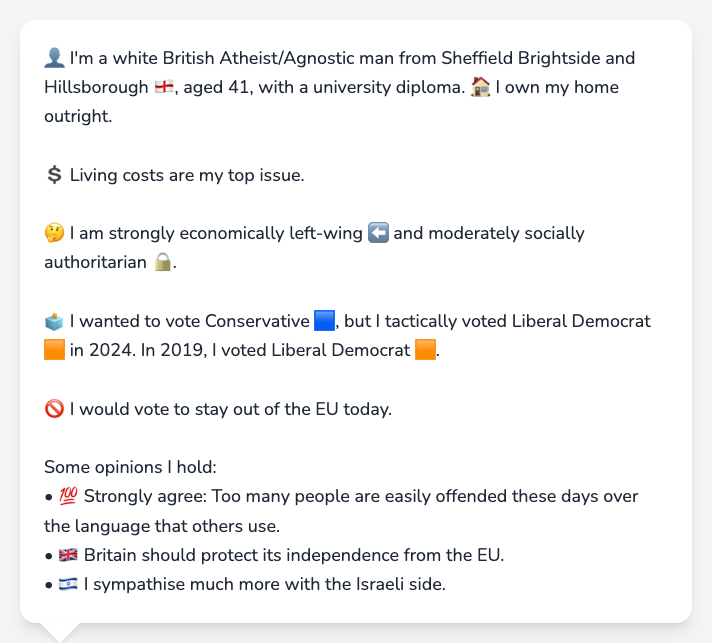 👤 I'm a white British Atheist/Agnostic man from Sheffield Brightside and
Hillsborough 🏴󠁧󠁢󠁥󠁮󠁧󠁿, aged 41, with a university diploma. 🏠 I own my home
outright.
💲 Living costs are my top issue.
🤔 I am strongly economically left-wing ⬅️ and moderately socially
authoritarian 🔒.
🗳️ I wanted to vote Conservative 🟦, but I tactically voted Liberal Democrat
🟧 in 2024. In 2019, I voted Liberal Democrat 🟧.
🚫 I would vote to stay out of the EU today.
Some opinions I hold:
• 💯 Strongly agree: Too many people are easily offended these days over
the language that others use.
• 🇬🇧 Britain should protect its independence from the EU.
• 🇮🇱 I sympathise much more with the Israeli side.